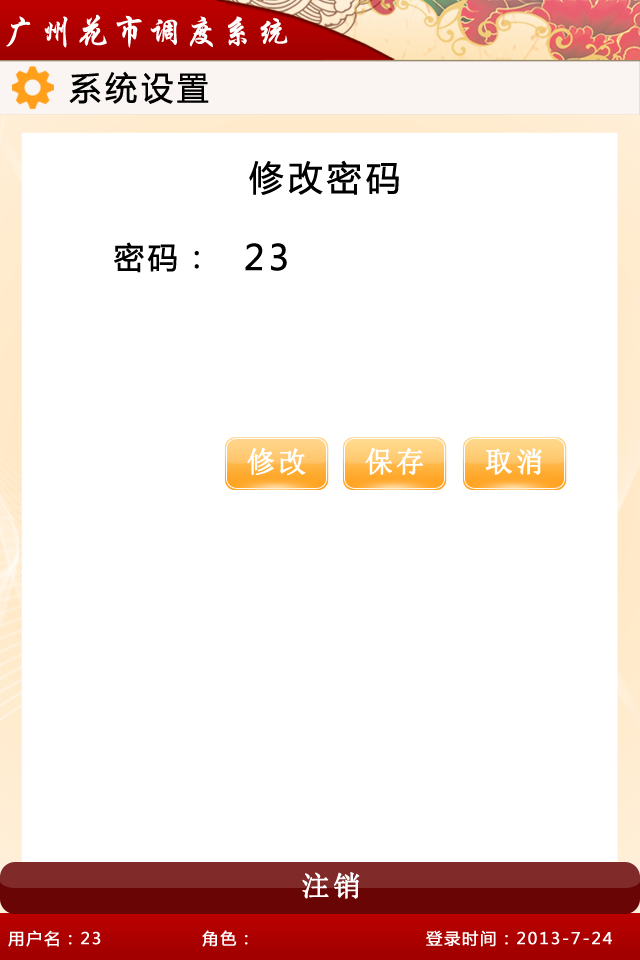 广州花市调度系统
系统设置
修改密码
密码： 23
修改 保存 取消
注销
用户名：23 角色： 登录时间：2013-7-24